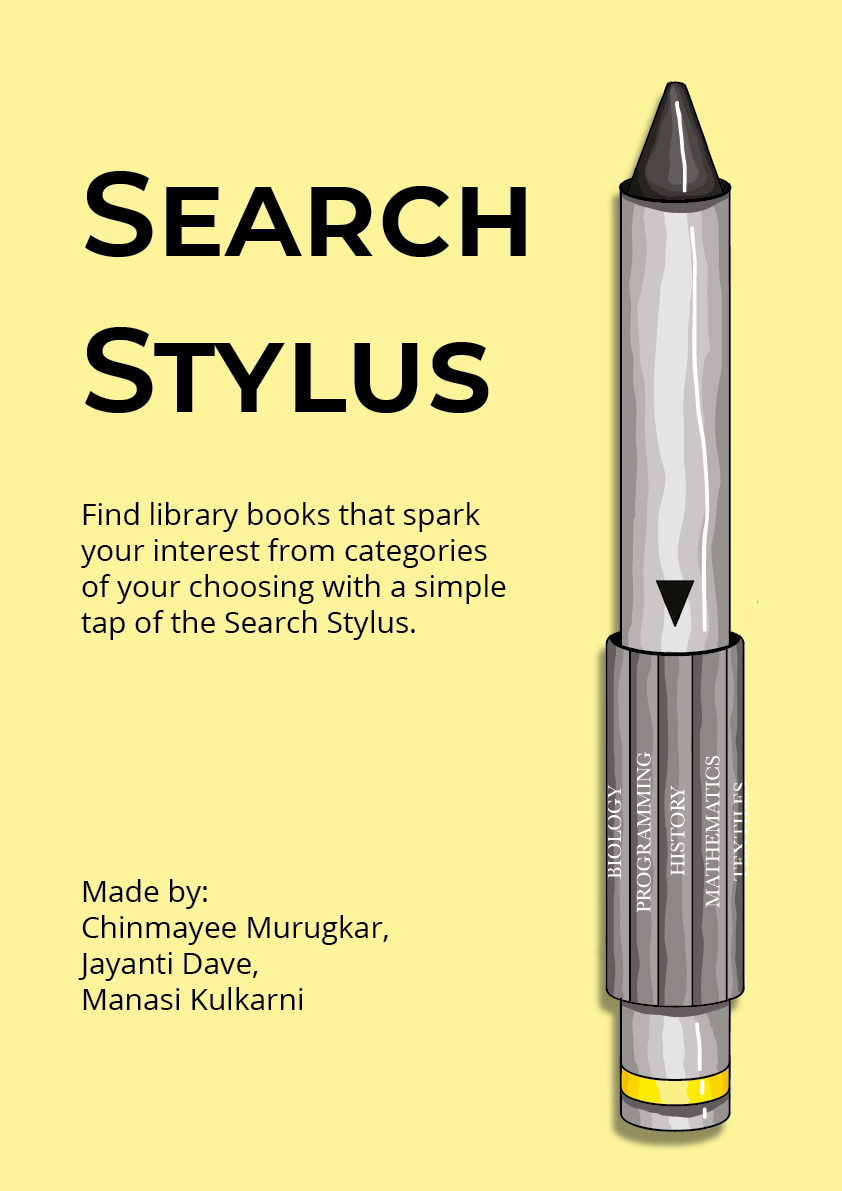 SEARCH
STYLUS
Find library books that spark
your interest from categories
of your choosing with a simple
tap of the Search Stylus.
BIOLOGY
PROGRAMMING
HISTORY
MATHEMATICS
TEXTILES
Made by:
Chinmayee Murugkar,
Jayanti Dave,
Manasi Kulkarni